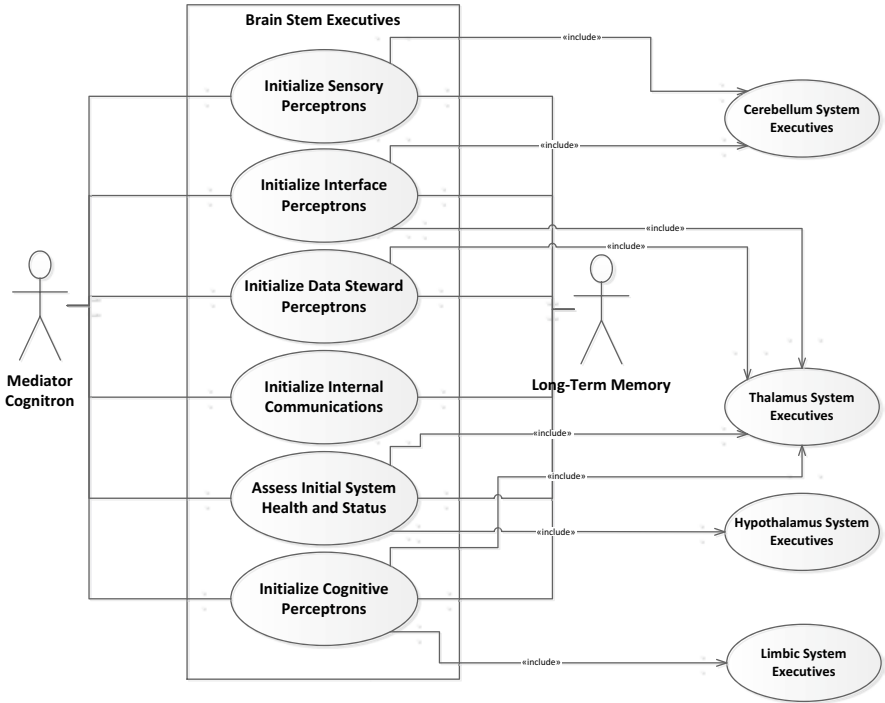 Brain Stem Executives
«include»
Initialize Sensory
Perceptrons
Cerebellum System
Executives
«include»
Initialize Interface
Perceptrons
«include»
«include»
Initialize Data Steward
Perceptrons
Mediator
Cognitron
Long-Term Memory
Initialize Internal
Communications
Thalamus System
Executives
«include»
«include»
Assess Initial System
Health and Status
Hypothalamus System
Executives
«include»
Initialize Cognitive
Perceptrons
Limbic System
Executives
«include»